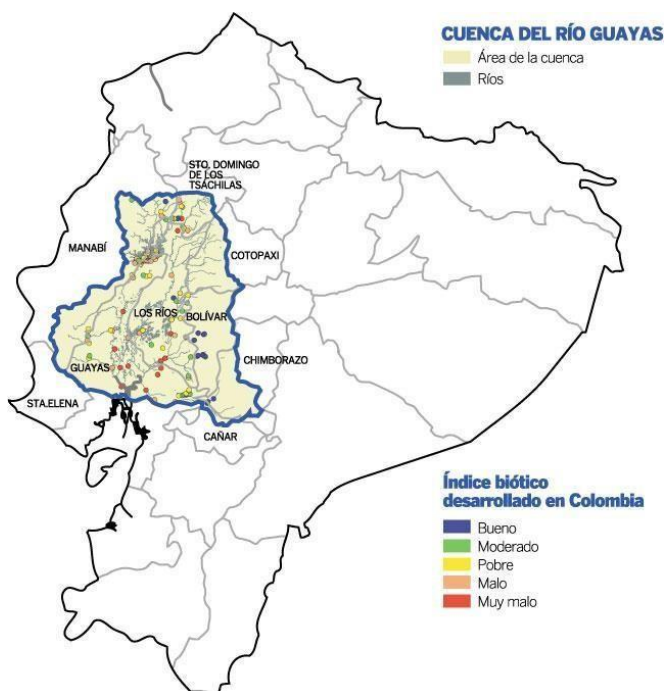 CUENCA DEL RÍO GUAYAS
Área de la cuenca
Ríos
STO. DOMINGO
DE LOS
TSÁCHILAS
MANABÍ
COTOPAXI
LOS RÍOS
BOLÍVAR
CHIMBORAZO
GUAYAS
STA.ELENA
CAÑAR
Índice biótico
desarrollado en Colombia
Bueno
Moderado
Pobre
Malo
Muy malo